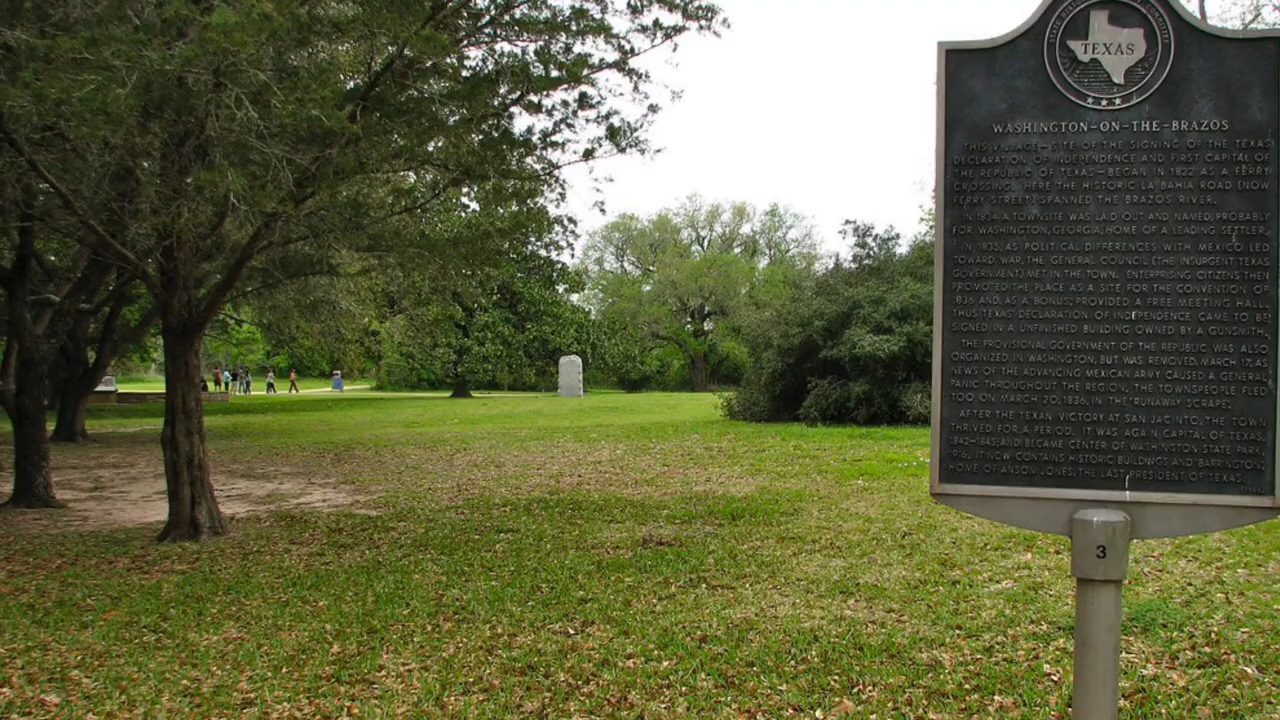 TEXAS
WASHINGTON-ON-THE-BRAZOS
THIS VILLAGE—SITE OF THE SIGNING OF THE TEXAS
DECLARATION OF INDEPENDENCE AND FIRST CAPITAL OF
THE REPUBLIC OF TEXAS—BEGAN IN 1822 AS A FERRY
CROSSING. HERE THE HISTORIC LA BAHIA ROAD (NOW
FERRY STREET) SPANNED THE BRAZOS RIVER.
IN 1834 A TOWNSITE WAS LAID OUT AND NAMED, PROBABLY
FOR WASHINGTON, GEORGIA, HOME OF A LEADING SETTLER.
IN 1835, AS POLITICAL DIFFERENCES WITH MEXICO LED
TOWARD WAR, THE GENERAL COUNCIL (THE INSURGENT TEXAS
GOVERNMENT) MET IN THE TOWN. ENTERPRISING CITIZENS THEN
PROMOTED THE PLACE AS A SITE FOR THE CONVENTION OF
1836 AND, AS A BONUS, PROVIDED A FREE MEETING HALL.
THUS TEXAS' DECLARATION OF INDEPENDENCE CAME TO BE
SIGNED IN A UNFINISHED BUILDING OWNED BY A GUNSMITH.
THE PROVISIONAL GOVERNMENT OF THE REPUBLIC WAS ALSO
ORGANIZED IN WASHINGTON, BUT WAS REMOVED, MARCH 17, AS
NEWS OF THE ADVANCING MEXICAN ARMY CAUSED A GENERAL
PANIC THROUGHOUT THE REGION. THE TOWNSPEOPLE FLED
TOO ON MARCH 20, 1836, IN THE "RUNAWAY SCRAPE."
AFTER THE TEXAN VICTORY AT SAN JACINTO, THE TOWN
THRIVED FOR A PERIOD. IT WAS AGAIN CAPITAL OF TEXAS,
1842-1845; AND BECAME CENTER OF WASHINGTON STATE PARK,
1916. IT NOW CONTAINS HISTORIC BUILDINGS AND "BARRINGTON,"
HOME OF ANSON JONES, THE LAST PRESIDENT OF TEXAS.
3